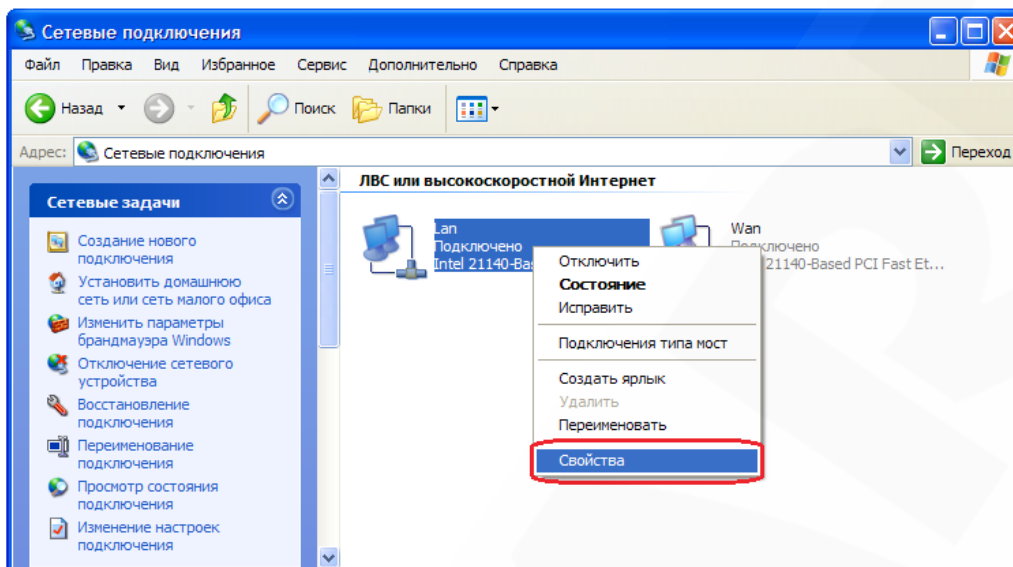 Сетевые подключения
Файл Правка Вид Избранное Сервис Дополнительно Справка
Назад Поиск Папки
Адрес: Сетевые подключения Переход
Сетевые задачи
Создание нового
подключения
Установить домашнюю
сеть или сеть малого офиса
Изменить параметры
брандмауэра Windows
Отключение сетевого
устройства
Восстановление
подключения
Переименование
подключения
Просмотр состояния
подключения
Изменение настроек
подключения
ЛВС или высокоскоростной Интернет
Lan
Подключено
Intel 21140-Bas
Wan
Подключено
21140-Based PCI Fast Et...
Отключить
Состояние
Исправить
Подключения типа мост
Создать ярлык
Удалить
Переименовать
Свойства